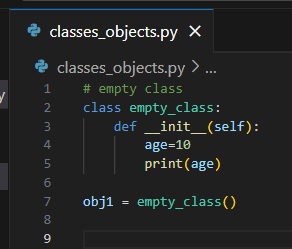 classes_objects.py ×
classes_objects.py > ...
1 # empty class
2 class empty_class:
3     def __init__(self):
4         age=10
5         print(age)
6
7 obj1 = empty_class()
8
9